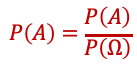 P(A) = P(A) / P(Ω)